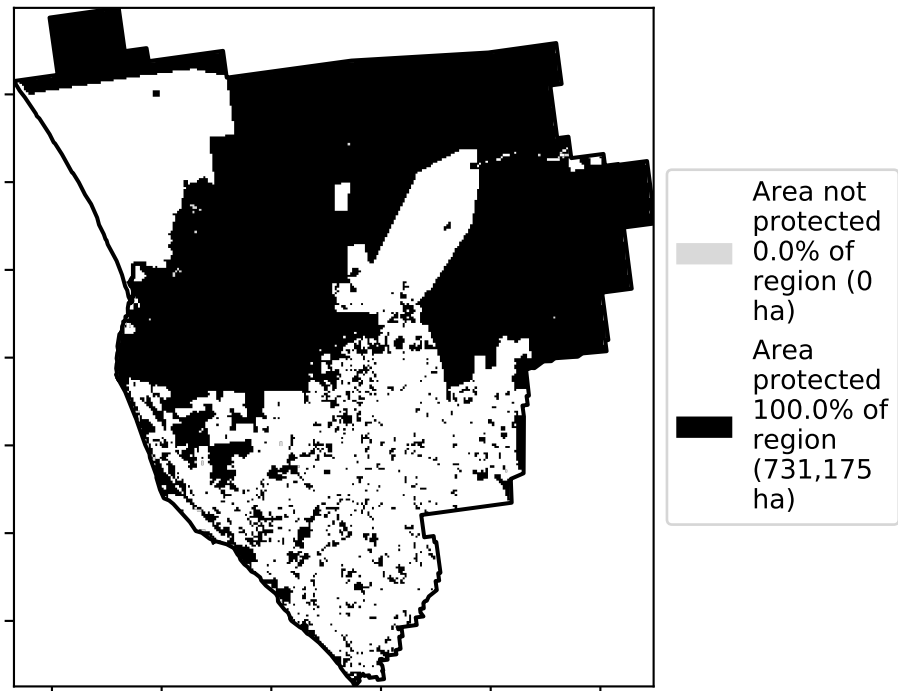 Area not
protected
0.0% of
region (0
ha)
Area
protected
100.0% of
region
(731,175
ha)